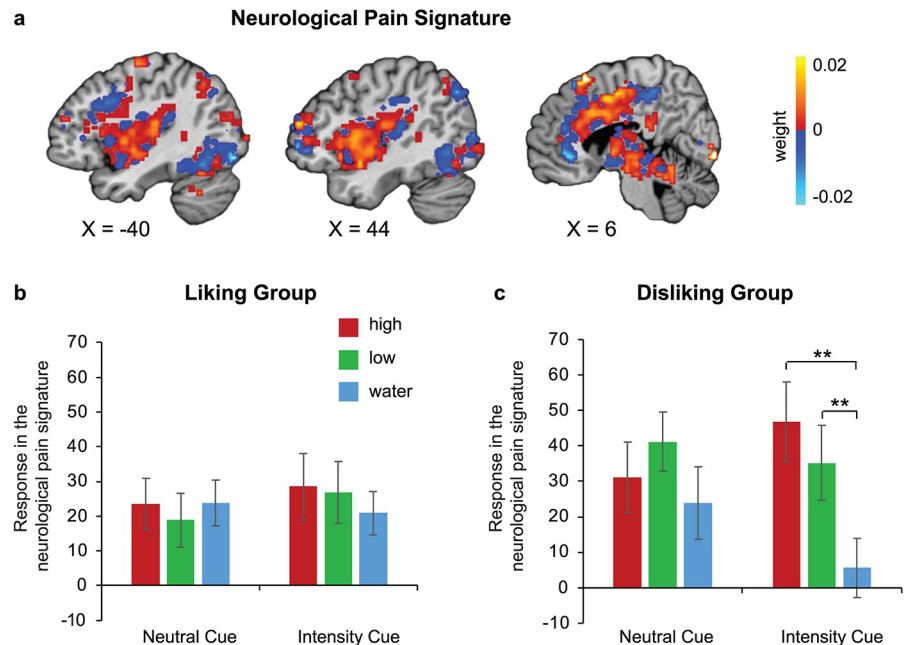 a
Neurological Pain Signature
0.02
0
-0.02
weight
X = -40
X = 44
X = 6
b
Liking Group
high
low
water
70
60
50
40
30
20
10
0
-10
Response in the
neurological pain signature
Neutral Cue
Intensity Cue
c
Disliking Group
**
**
70
60
50
40
30
20
10
0
-10
Response in the
neurological pain signature
Neutral Cue
Intensity Cue